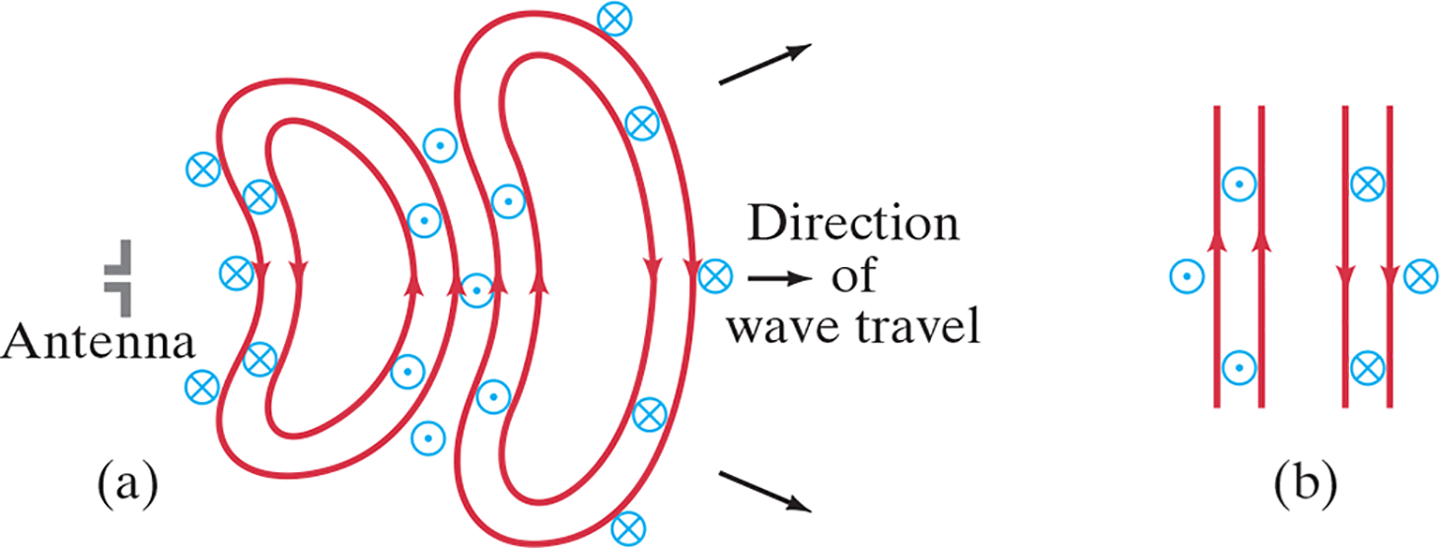 Direction
of
wave travel
Antenna
(a)
(b)